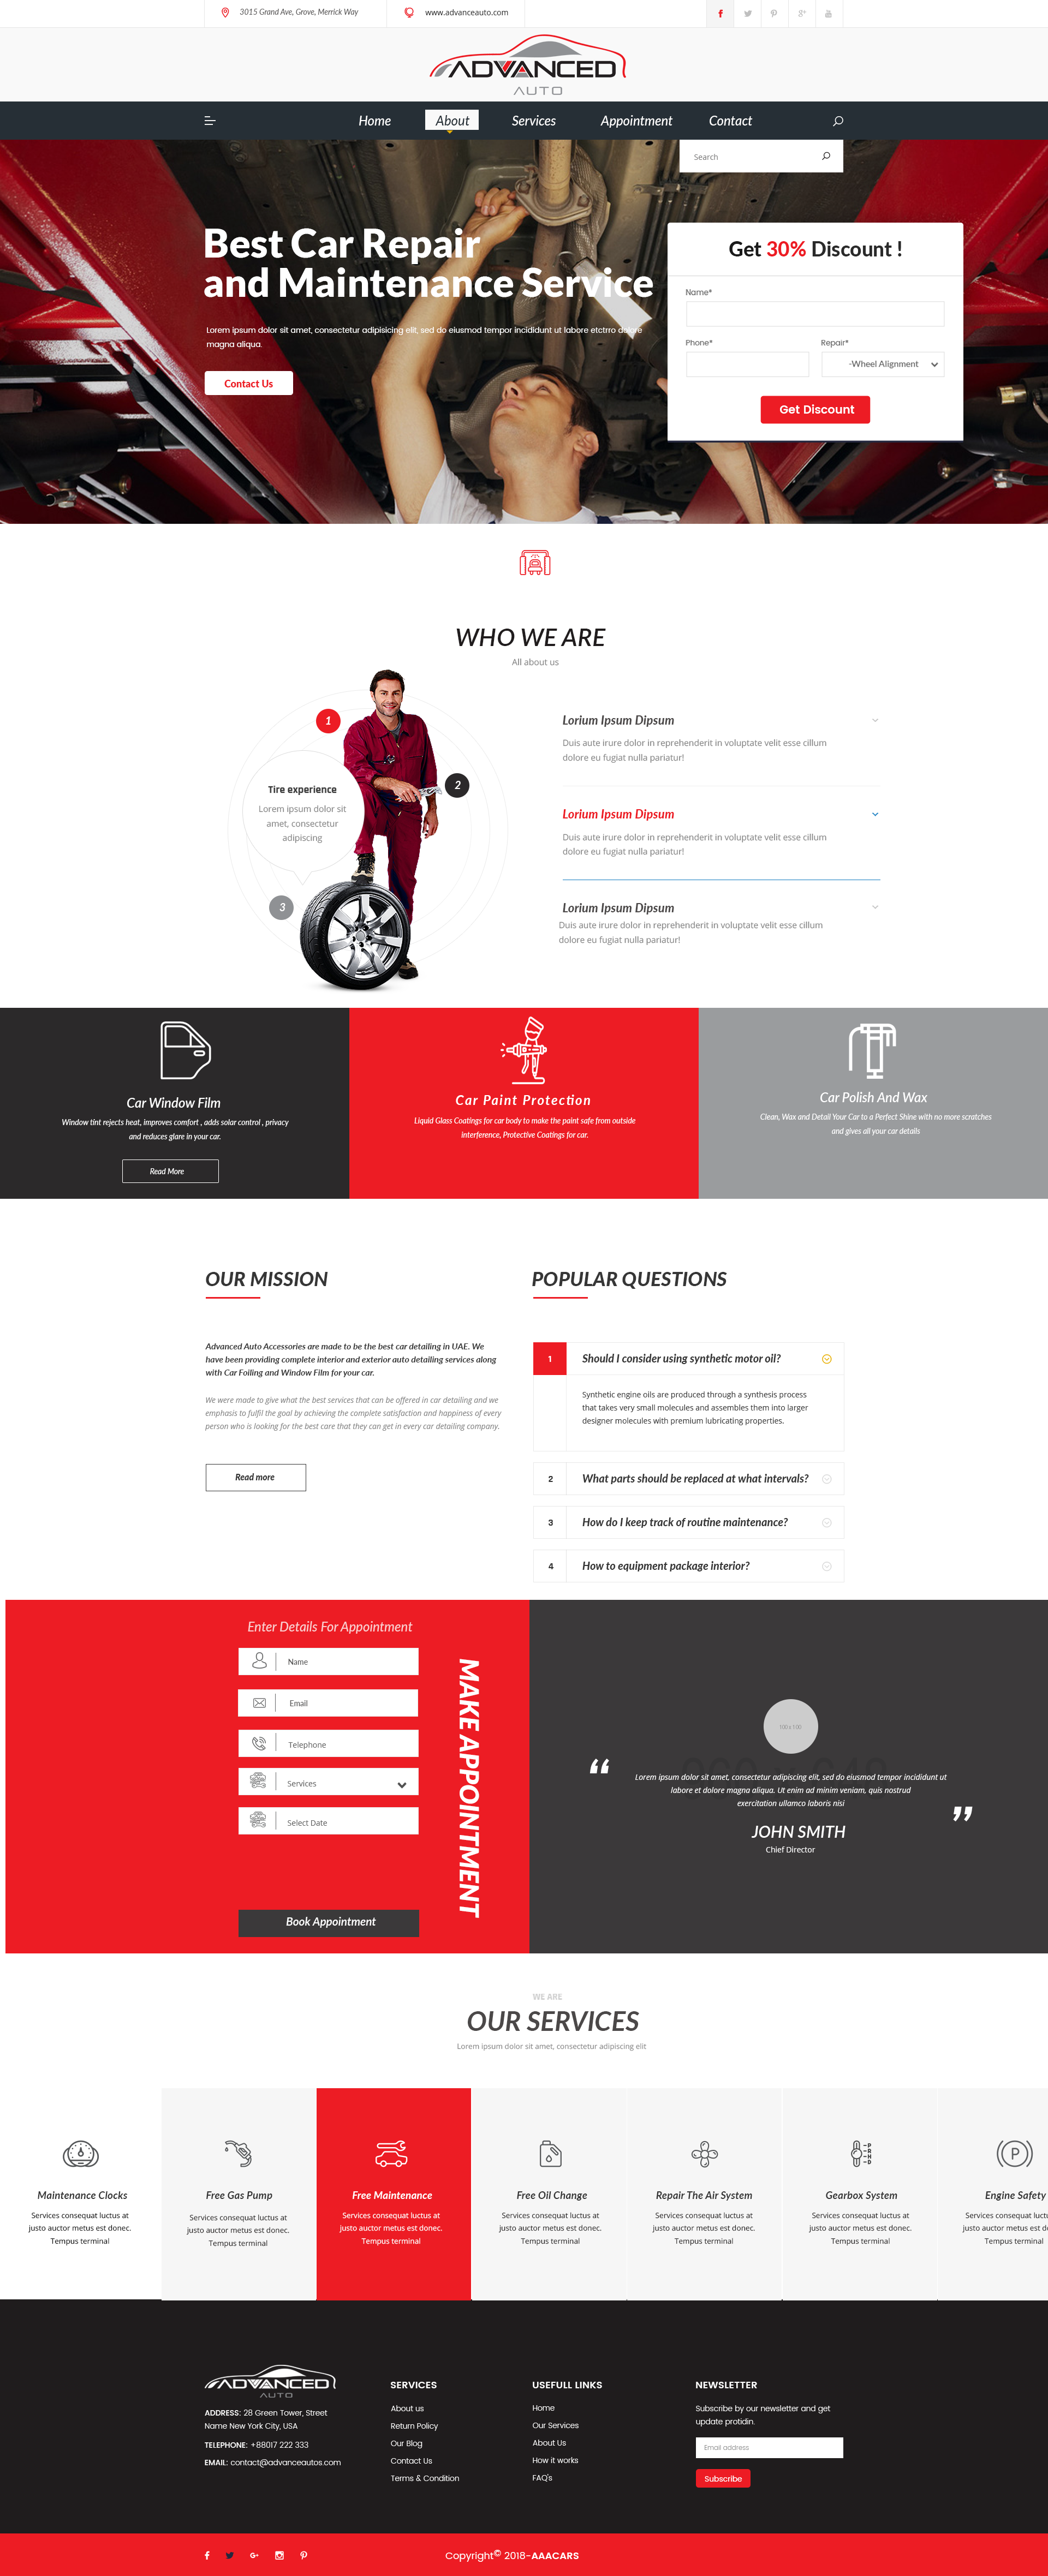 3015 Grand Ave, Grove, Merrick Way
www.advanceauto.com
ADVANCED
AUTO
Home
About
Services
Appointment
Contact
Search
Best Car Repair
and Maintenance Service
Lorem ipsum dolor sit amet, consectetur adipisicing elit, sed do eiusmod tempor incididunt ut labore etctrro dolore
magna aliqua.
Contact Us
Get 30% Discount !
Name*
Phone*
Repair*
-Wheel Alignment
Get Discount
WHO WE ARE
All about us
1
2
3
Tire experience
Lorem ipsum dolor sit
amet, consectetur
adipiscing
Lorium Ipsum Dipsum
Duis aute irure dolor in reprehenderit in voluptate velit esse cillum
dolore eu fugiat nulla pariatur!
Lorium Ipsum Dipsum
Duis aute irure dolor in reprehenderit in voluptate velit esse cillum
dolore eu fugiat nulla pariatur!
Lorium Ipsum Dipsum
Duis aute irure dolor in reprehenderit in voluptate velit esse cillum
dolore eu fugiat nulla pariatur!
Car Window Film
Window tint rejects heat, improves comfort , adds solar control , privacy
and reduces glare in your car.
Read More
Car Paint Protection
Liquid Glass Coatings for car body to make the paint safe from outside
interference, Protective Coatings for car.
Car Polish And Wax
Clean, Wax and Detail Your Car to a Perfect Shine with no more scratches
and gives all your car details
OUR MISSION
Advanced Auto Accessories are made to be the best car detailing in UAE. We
have been providing complete interior and exterior auto detailing services along
with Car Foiling and Window Film for your car.
We were made to give what the best services that can be offered in car detailing and we
emphasis to fulfil the goal by achieving the complete satisfaction and happiness of every
person who is looking for the best care that they can get in every car detailing company.
Read more
POPULAR QUESTIONS
1
Should I consider using synthetic motor oil?
Synthetic engine oils are produced through a synthesis process
that takes very small molecules and assembles them into larger
designer molecules with premium lubricating properties.
2
What parts should be replaced at what intervals?
3
How do I keep track of routine maintenance?
4
How to equipment package interior?
Enter Details For Appointment
Name
Email
Telephone
Services
Select Date
Book Appointment
MAKE APPOINTMENT
100 x 100
“
Lorem ipsum dolor sit amet, consectetur adipiscing elit, sed do eiusmod tempor incididunt ut
labore et dolore magna aliqua. Ut enim ad minim veniam, quis nostrud
exercitation ullamco laboris nisi
”
JOHN SMITH
Chief Director
WE ARE
OUR SERVICES
Lorem ipsum dolor sit amet, consectetur adipiscing elit
Maintenance Clocks
Services consequat luctus at
justo auctor metus est donec.
Tempus terminal
Free Gas Pump
Services consequat luctus at
justo auctor metus est donec.
Tempus terminal
Free Maintenance
Services consequat luctus at
justo auctor metus est donec.
Tempus terminal
Free Oil Change
Services consequat luctus at
justo auctor metus est donec.
Tempus terminal
Repair The Air System
Services consequat luctus at
justo auctor metus est donec.
Tempus terminal
P
R
H
D
Gearbox System
Services consequat luctus at
justo auctor metus est donec.
Tempus terminal
P
Engine Safety
Services consequat luctu
justo auctor metus est d
Tempus terminal
ADVANCED
AUTO
ADDRESS: 28 Green Tower, Street
Name New York City, USA
TELEPHONE: +88017 222 333
EMAIL: contact@advanceautos.com
SERVICES
About us
Return Policy
Our Blog
Contact Us
Terms & Condition
USEFULL LINKS
Home
Our Services
About Us
How it works
FAQ's
NEWSLETTER
Subscribe by our newsletter and get
update protidin.
Email address
Subscribe
Copyright© 2018-AAACARS